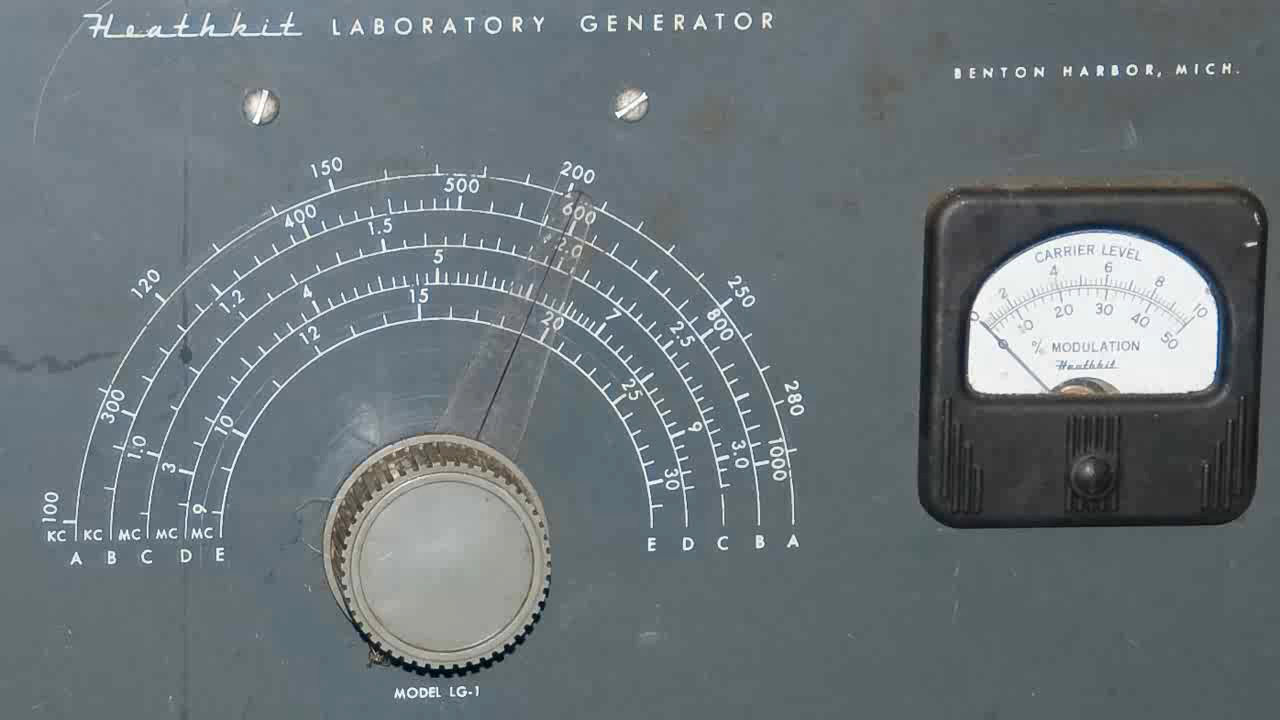 Heathkit LABORATORY GENERATOR
BENTON HARBOR, MICH.
100 120 150 200 250 280
300 400 500 600 800 1000
1.0 1.2 1.5 2.0 2.5 3.0
3 4 5 7 9
9 10 12 15 20 25 30
KC KC MC MC MC
A B C D E
E D C B A
CARRIER LEVEL
0 2 4 6 8 10
0 10 20 30 40 50
% MODULATION
Heathkit
MODEL LG-1